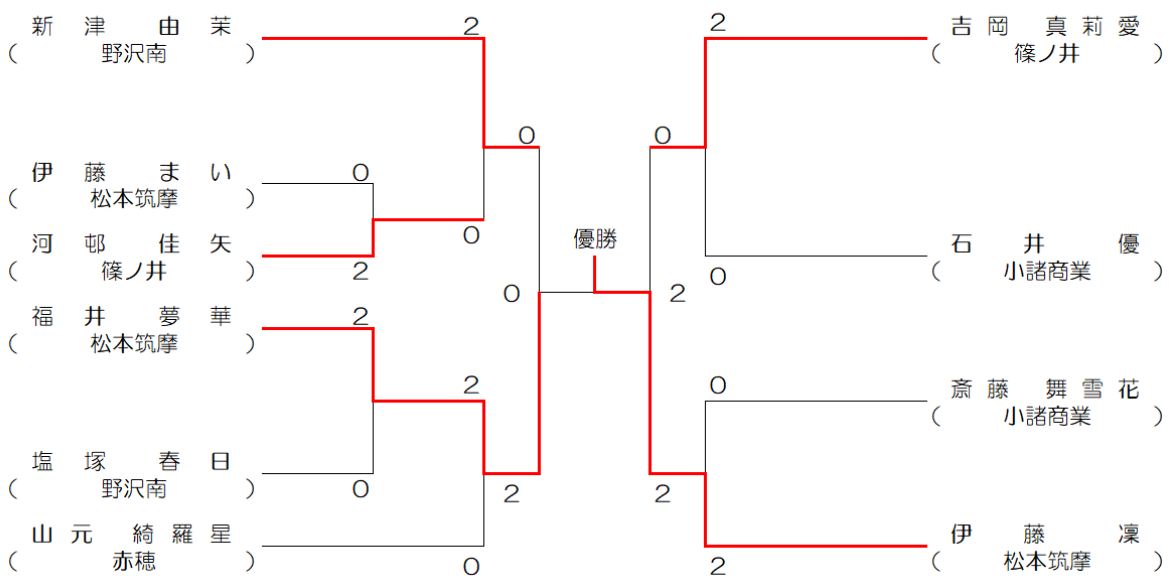 新津 由茉
( 野沢南 )
2
0
伊藤 まい
( 松本筑摩 )
0
河邨 佳矢
( 篠ノ井 )
2
0
福井 夢華
( 松本筑摩 )
2
2
塩塚 春日
( 野沢南 )
0
2
山元 綺羅星
( 赤穂 )
0
優勝
0
2
吉岡 真莉愛
( 篠ノ井 )
2
0
石井 優
( 小諸商業 )
0
斎藤 舞雪花
( 小諸商業 )
0
2
伊藤 凜
( 松本筑摩 )
2